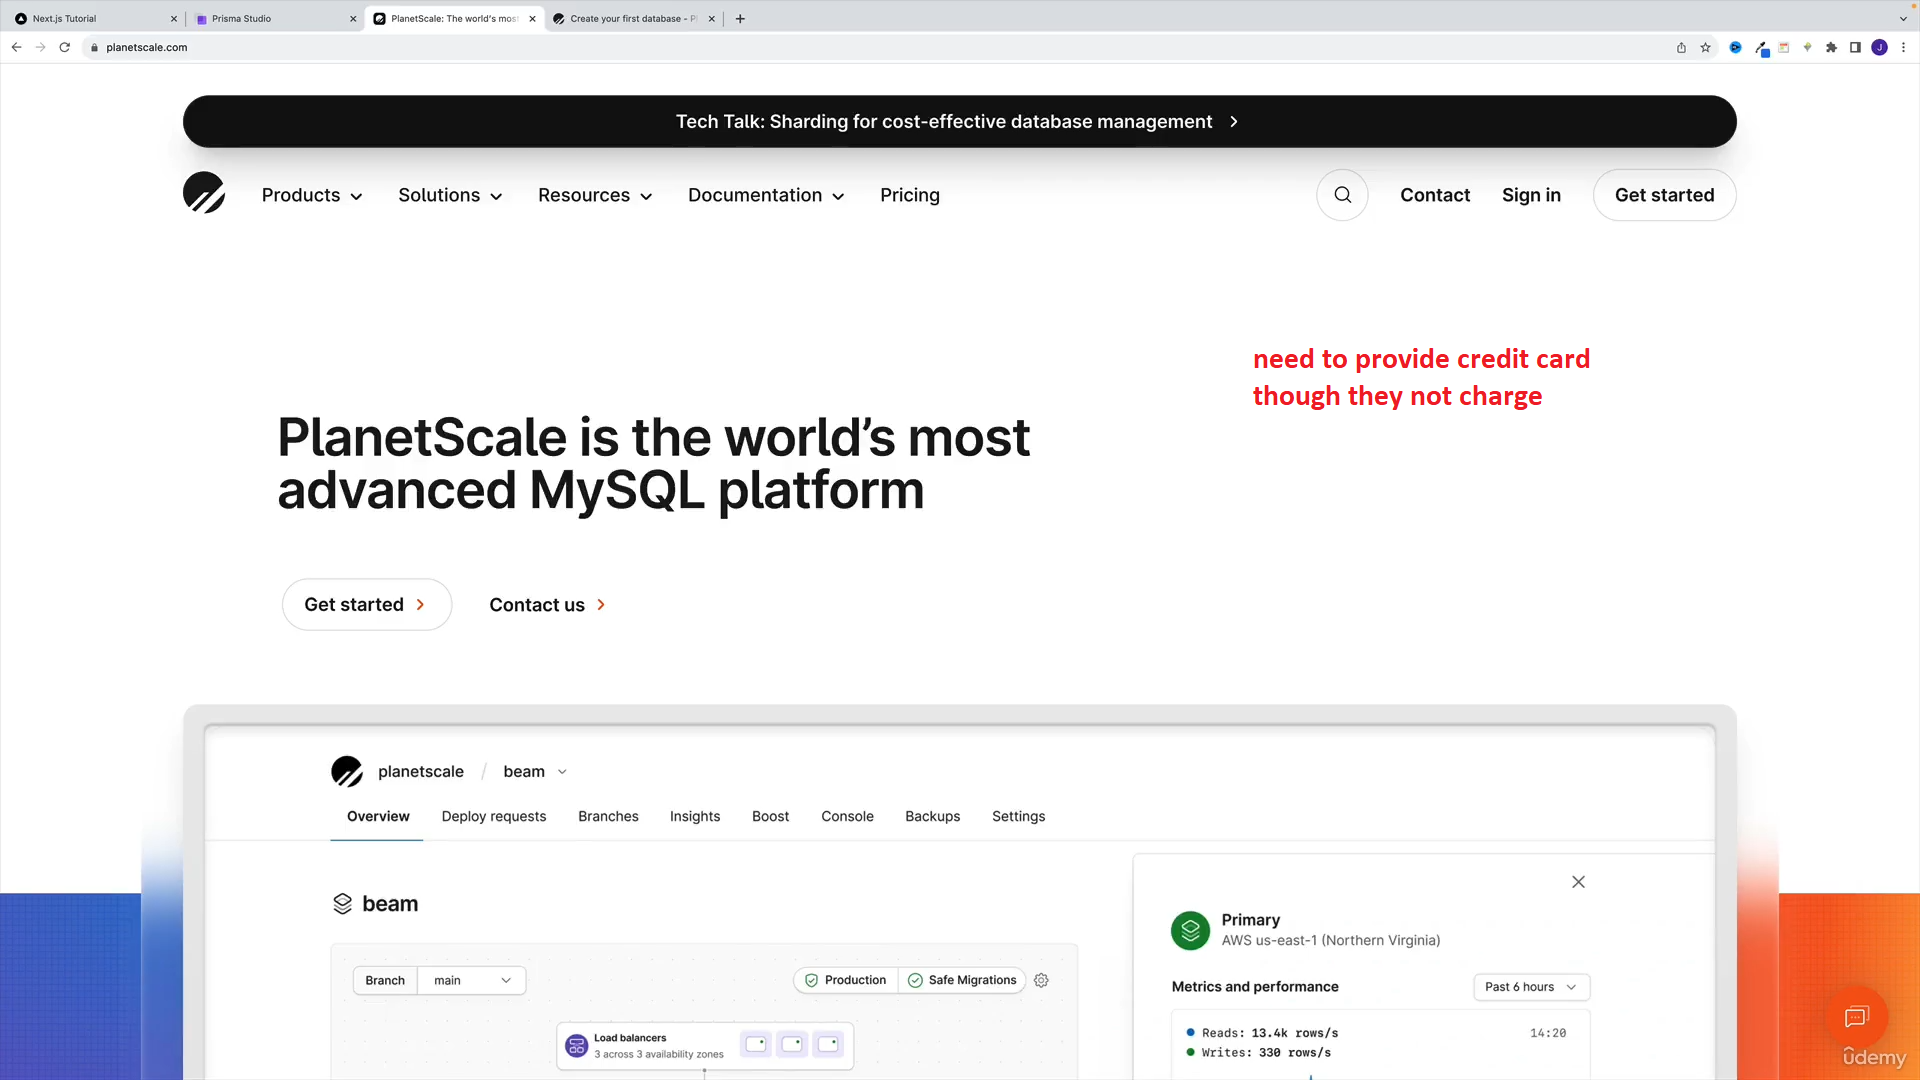 Next.js Tutorial
Prisma Studio
PlanetScale: The world's most
Create your first database - Pl
planetscale.com
J
Tech Talk: Sharding for cost-effective database management
Products
Solutions
Resources
Documentation
Pricing
Contact
Sign in
Get started
need to provide credit card
though they not charge
PlanetScale is the world's most
advanced MySQL platform
Get started
Contact us
planetscale / beam
Overview
Deploy requests
Branches
Insights
Boost
Console
Backups
Settings
beam
Branch
main
Production
Safe Migrations
Load balancers
3 across 3 availability zones
Primary
AWS us-east-1 (Northern Virginia)
Metrics and performance
Past 6 hours
Reads: 13.4k rows/s
14:20
Writes: 330 rows/s
ûdemy